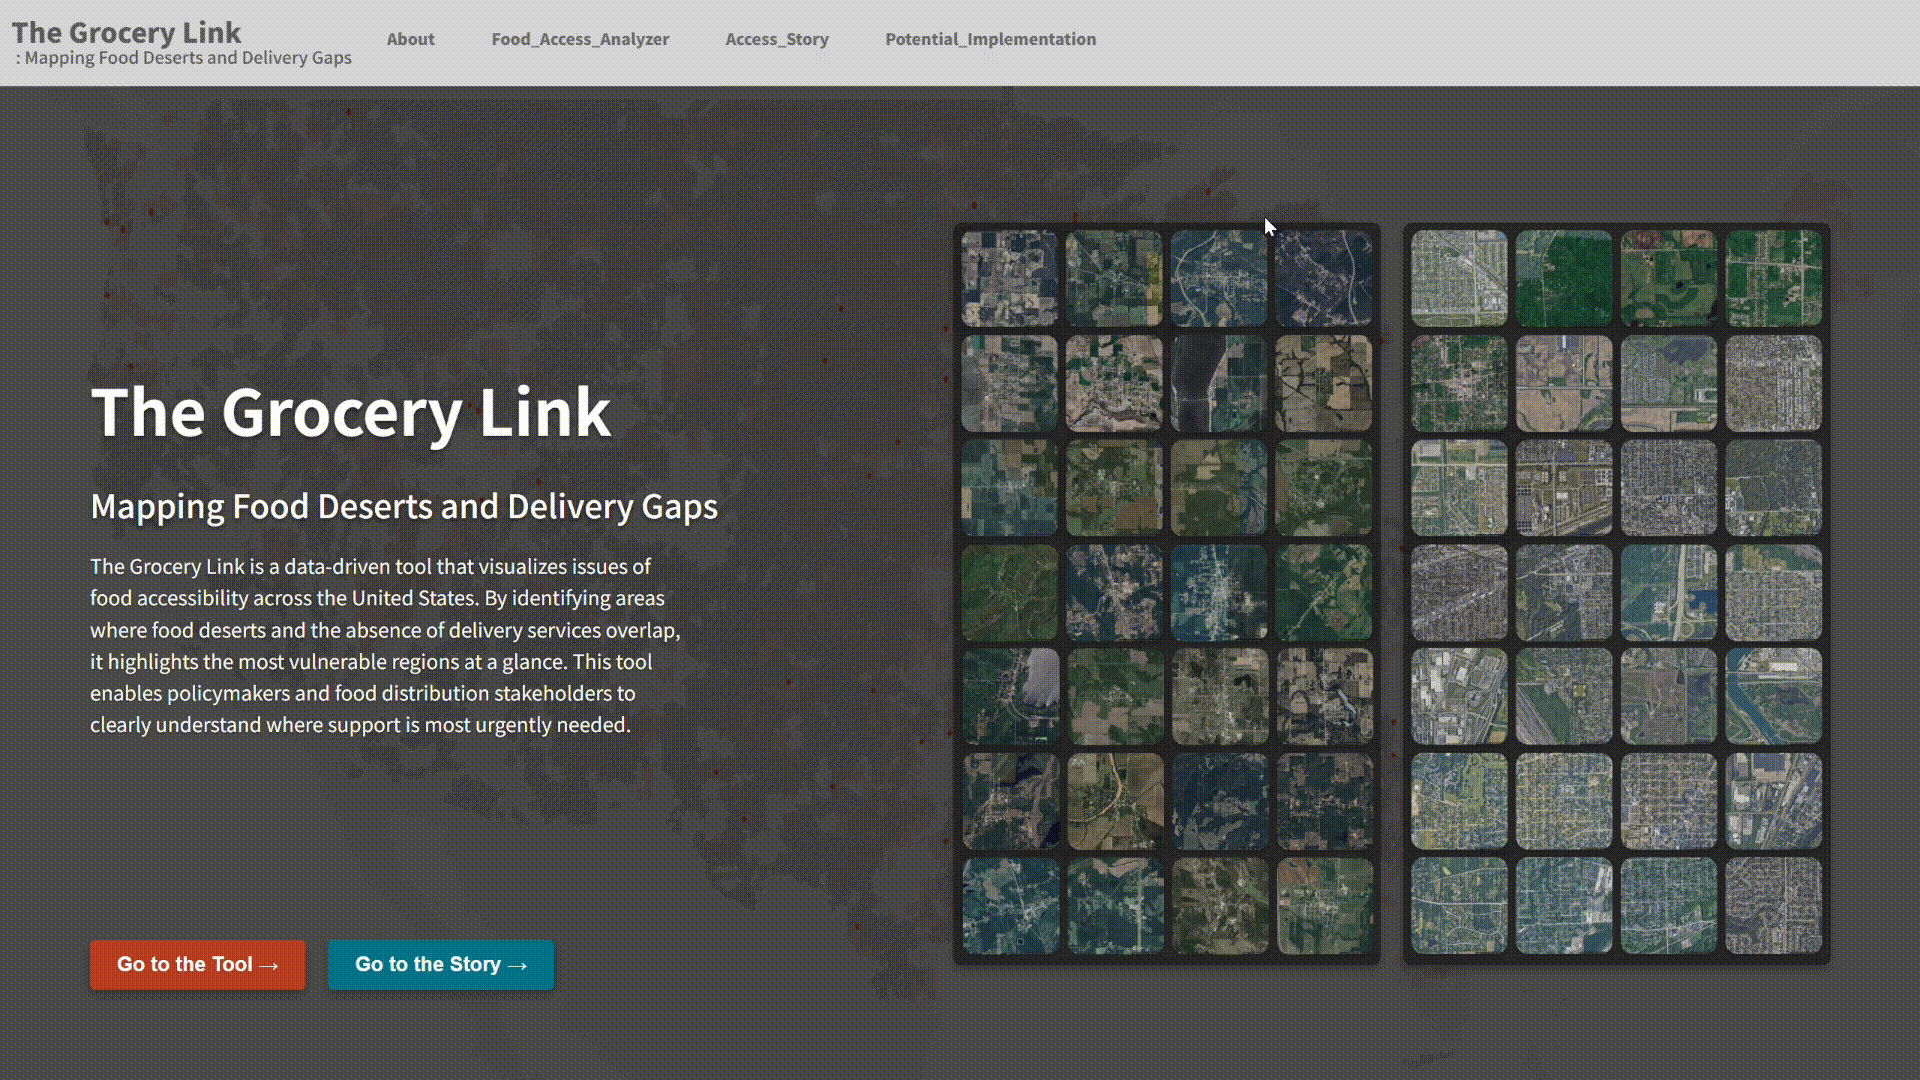 The Grocery Link
: Mapping Food Deserts and Delivery Gaps
About
Food_Access_Analyzer
Access_Story
Potential_Implementation
The Grocery Link
Mapping Food Deserts and Delivery Gaps
The Grocery Link is a data-driven tool that visualizes issues of
food accessibility across the United States. By identifying areas
where food deserts and the absence of delivery services overlap,
it highlights the most vulnerable regions at a glance. This tool
enables policymakers and food distribution stakeholders to
clearly understand where support is most urgently needed.
Go to the Tool →
Go to the Story →